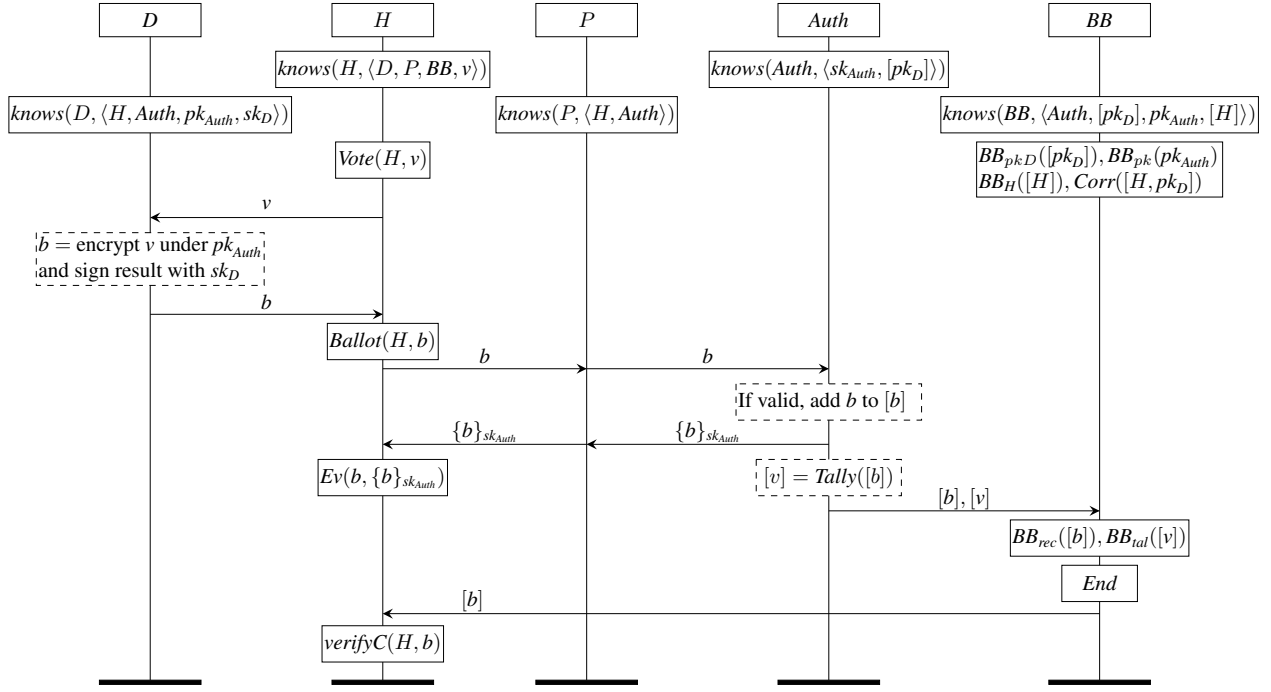 D H P Auth BB
knows(H, ⟨D, P, BB, v⟩) knows(Auth, ⟨sk_Auth, [pk_D]⟩)
knows(D, ⟨H, Auth, pk_Auth, sk_D⟩) knows(P, ⟨H, Auth⟩) knows(BB, ⟨Auth, [pk_D], pk_Auth, [H]⟩)
Vote(H, v) BB_pkD([pk_D]), BB_pk(pk_Auth)
BB_H([H]), Corr([H, pk_D])
v
b = encrypt v under pk_Auth
and sign result with sk_D
b
Ballot(H, b)
b b
If valid, add b to [b]
{b}_sk_Auth {b}_sk_Auth
Ev(b, {b}_sk_Auth) [v] = Tally([b])
[b], [v]
BB_rec([b]), BB_tal([v])
End
[b]
verifyC(H, b)